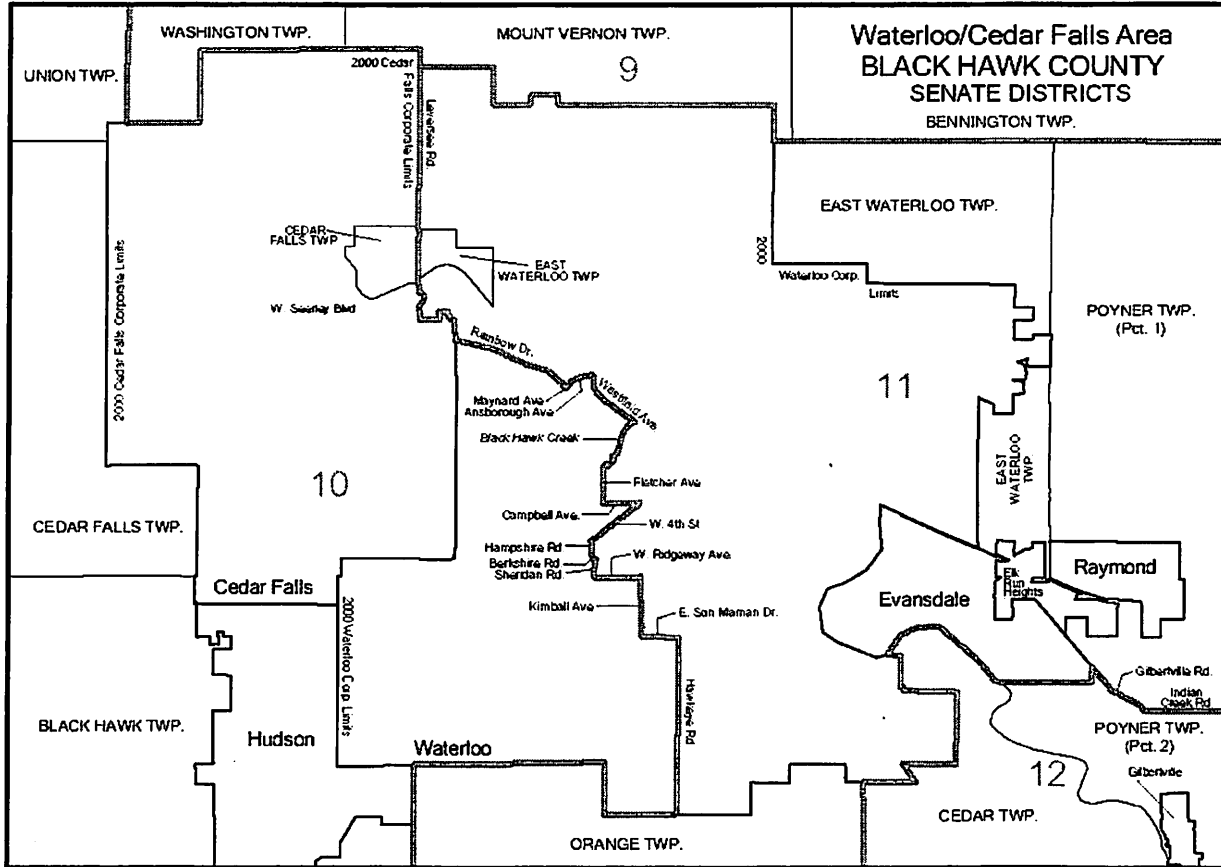 Waterloo/Cedar Falls Area
BLACK HAWK COUNTY
SENATE DISTRICTS
BENNINGTON TWP.
WASHINGTON TWP.
MOUNT VERNON TWP.
UNION TWP.
9
2000 Cedar
Falls Corporate Limits
Leversee Rd.
EAST WATERLOO TWP.
CEDAR
FALLS TWP
EAST
WATERLOO TWP
2000
Waterloo Corp.
Limits
W. Seerley Blvd
POYNER TWP.
(Pct. 1)
2000 Cedar Falls Corporate Limits
Rainbow Dr.
Maynard Ave
Ansborough Ave
Westfield Ave
11
Black Hawk Creek
10
Fletcher Ave
EAST
WATERLOO
TWP.
CEDAR FALLS TWP.
Campbell Ave.
W. 4th St
Hampshire Rd
Berkshire Rd
Sheridan Rd.
W. Ridgeway Ave.
Cedar Falls
Kimball Ave
E. San Marnan Dr.
Evansdale
Elk
Run
Heights
Raymond
2000 Waterloo Corp. Limits
Hawkeye Rd
Gilbertville Rd.
Indian
Creek Rd
BLACK HAWK TWP.
Hudson
Waterloo
POYNER TWP.
(Pct. 2)
12
Gilbertville
ORANGE TWP.
CEDAR TWP.